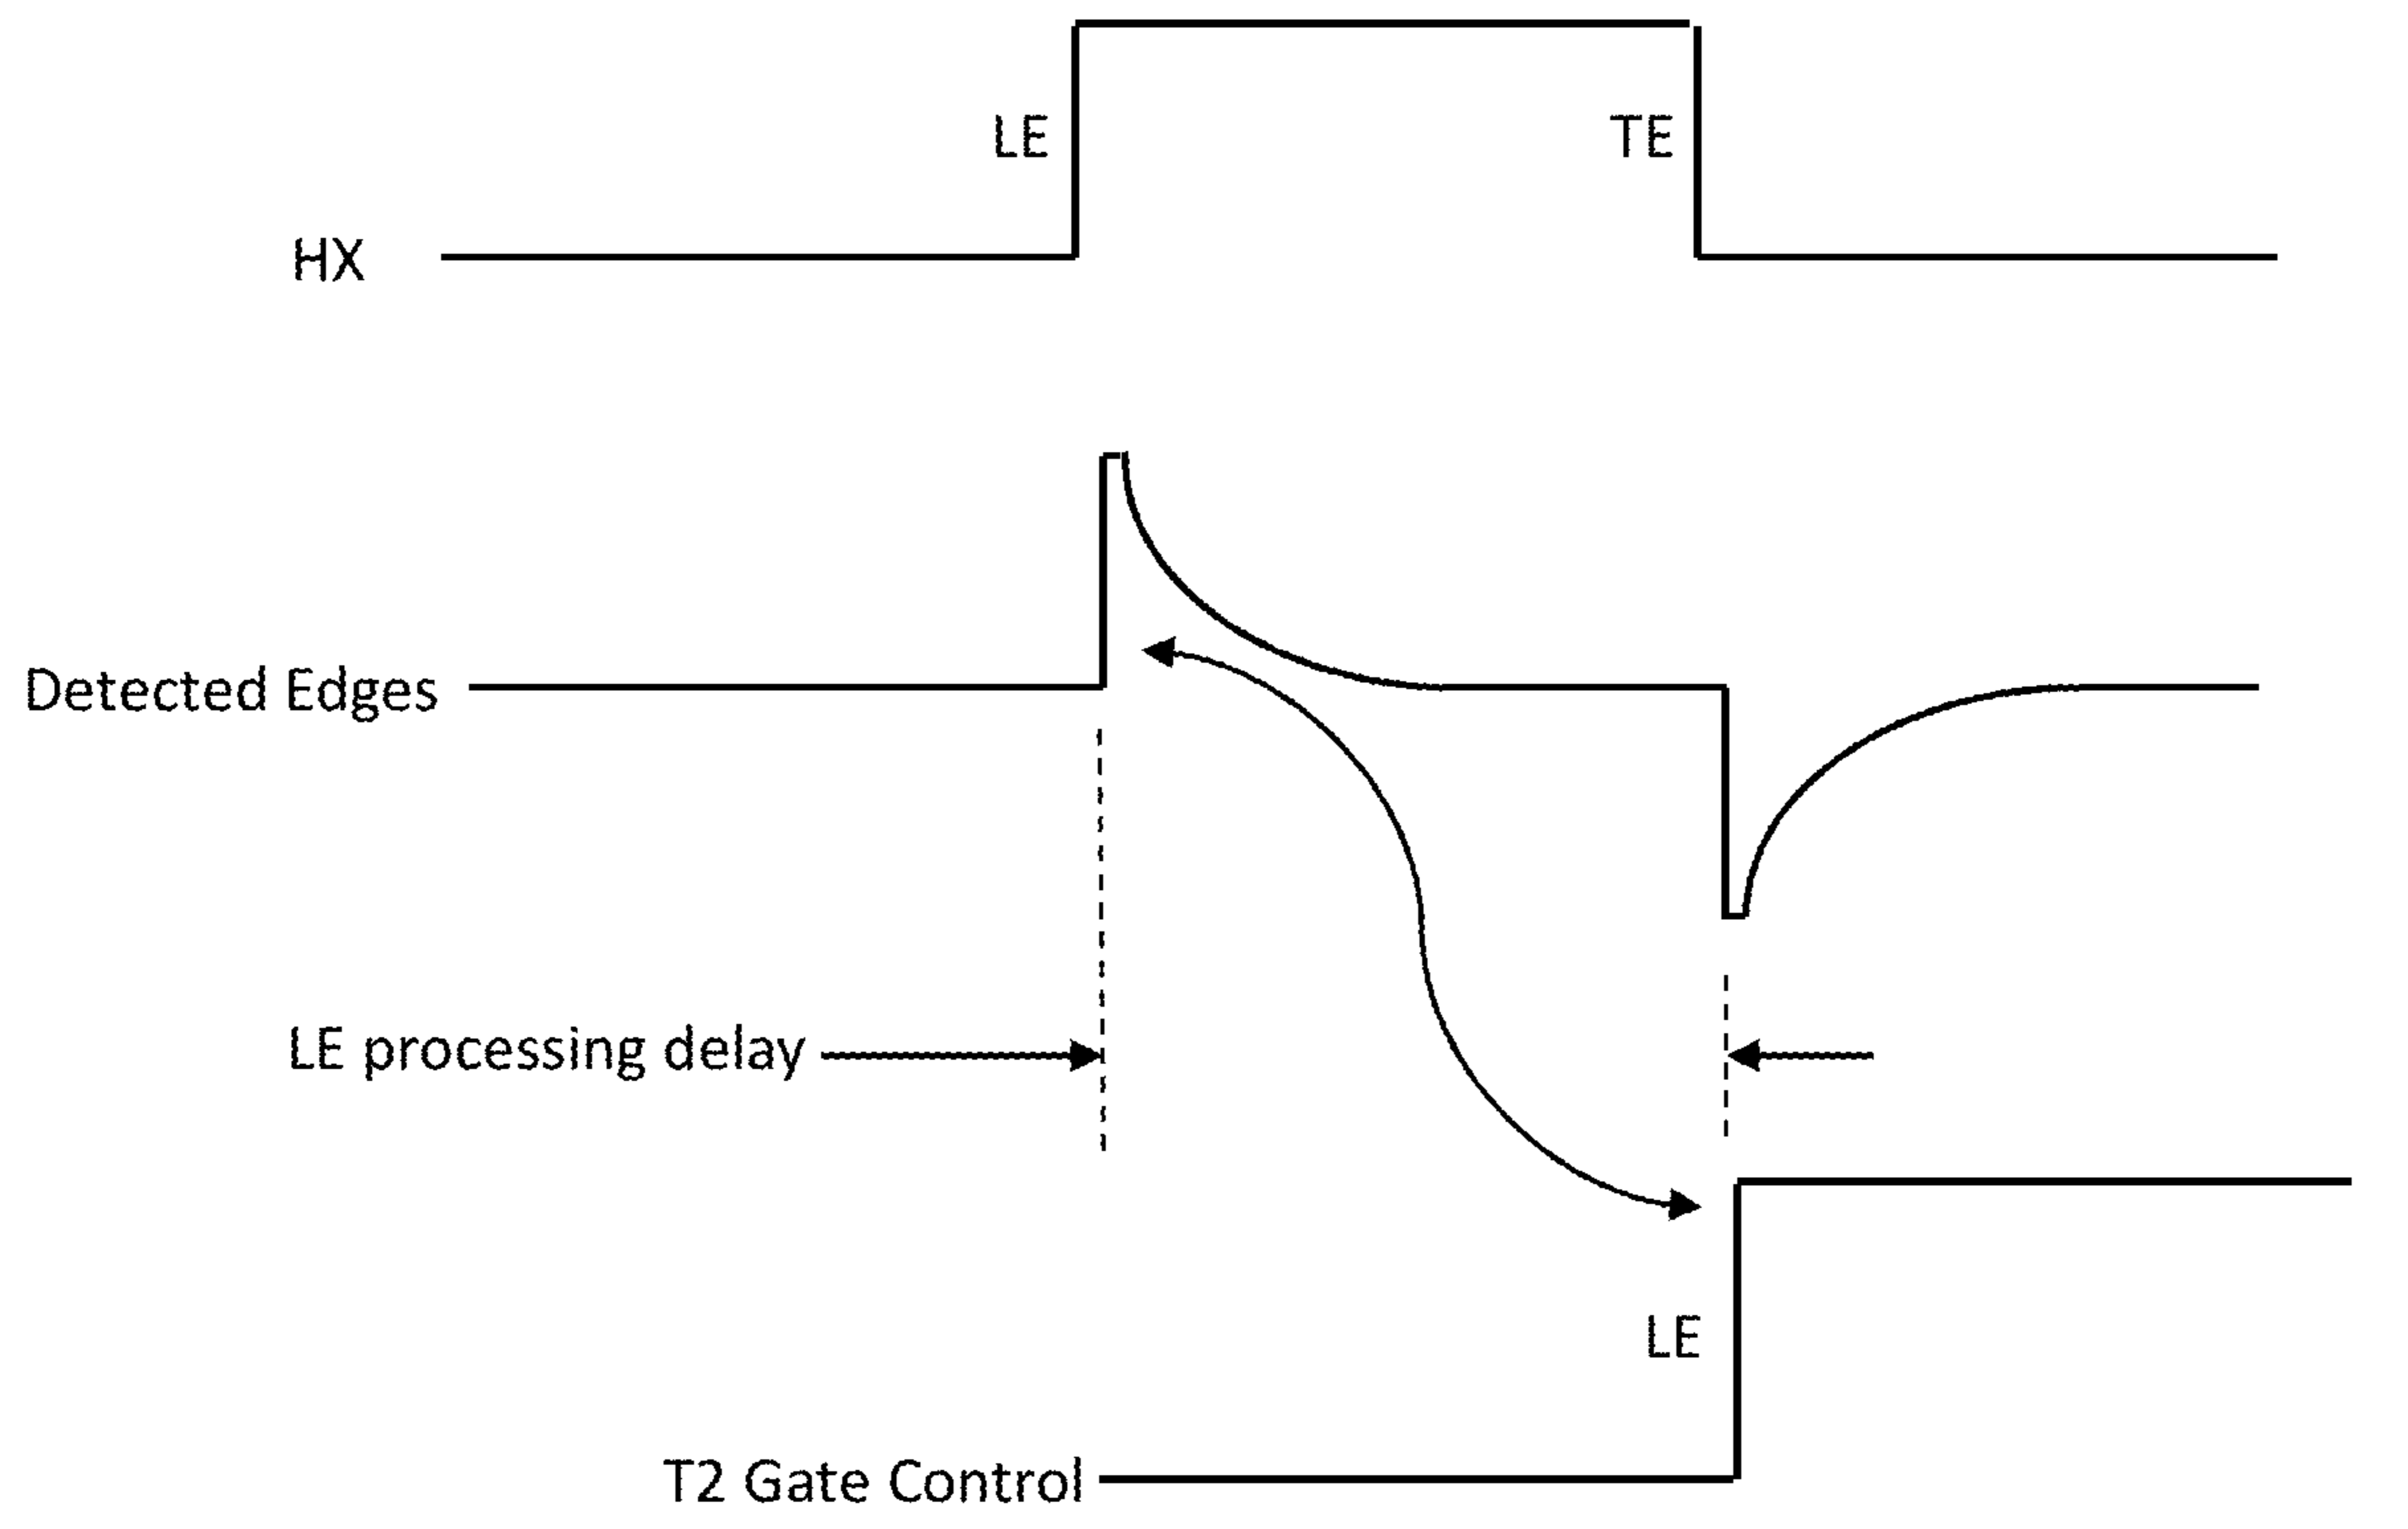 LE
TE
HX
Detected Edges
LE processing delay
LE
T2 Gate Control